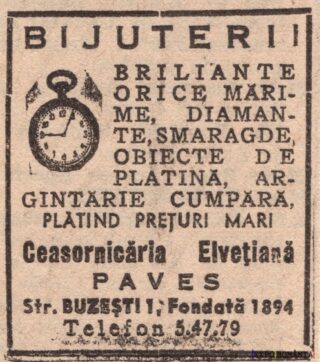 BIJUTERII
BRILIANTE
ORICE MĂRI-
ME, DIAMAN-
TE, SMARAGDE,
OBIECTE DE
PLATINĂ, AR-
GINTĂRIE CUMPĂRĂ,
PLĂTIND PREȚURI MARI
Ceasornicăria Elvețiană
PAVES
Str. BUZEȘTI 1, Fondată 1894
Telefon 5.47.79